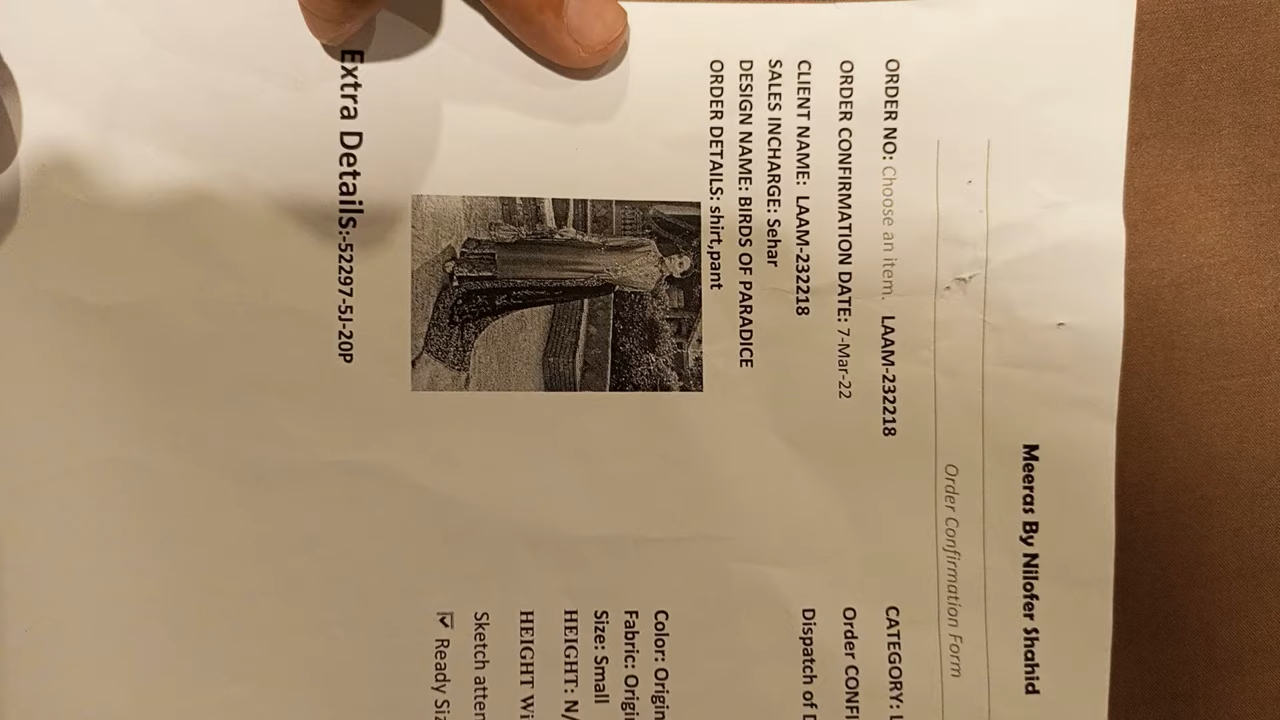 Meeras By Nilofer Shahid
Order Confirmation Form
ORDER NO: Choose an item. LAAM-232218
CATEGORY:
ORDER CONFIRMATION DATE: 7-Mar-22
Order CONFI
CLIENT NAME: LAAM-232218
Dispatch of
SALES INCHARGE: Sehar
DESIGN NAME: BIRDS OF PARADICE
ORDER DETAILS: shirt,pant
Color: Origin
Fabric: Origi
Size: Small
HEIGHT: N/
HEIGHT Wi
Sketch atten
Ready Siz
Extra Details:-52297-5J-20P